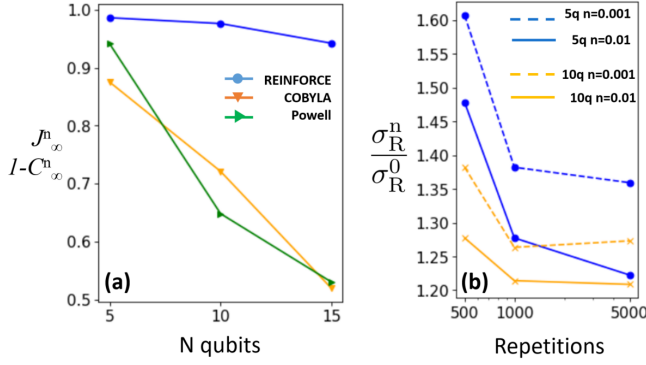 1.0
0.9
0.8
0.7
0.6
0.5
J^n_∞
1-C^n_∞
REINFORCE
COBYLA
Powell
(a)
5
10
15
N qubits
1.60
1.55
1.50
1.45
1.40
1.35
1.30
1.25
1.20
σ^n_R
σ^0_R
5q n=0.001
5q n=0.01
10q n=0.001
10q n=0.01
(b)
500
1000
5000
Repetitions